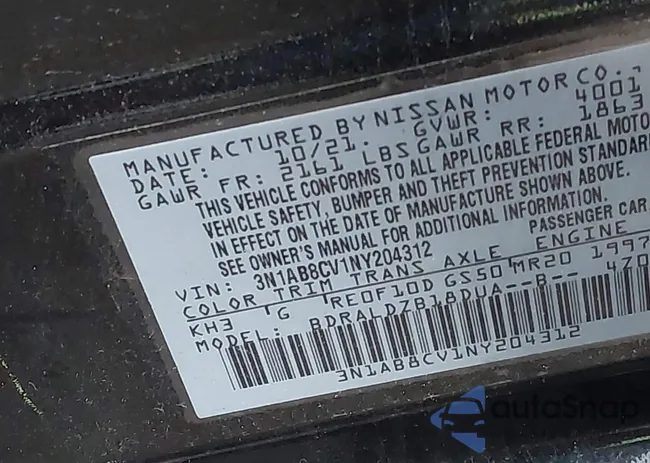 MANUFACTURED BY NISSAN MOTOR CO.,
DATE: 10/21. GVWR: 4001
GAWR FR: 2161 LBS GAWR RR: 1863
THIS VEHICLE CONFORMS TO ALL APPLICABLE FEDERAL MOTO
VEHICLE SAFETY, BUMPER AND THEFT PREVENTION STANDAR
IN EFFECT ON THE DATE OF MANUFACTURE SHOWN ABOVE.
SEE OWNER'S MANUAL FOR ADDITIONAL INFORMATION.
VIN: 3N1AB8CV1NY204312 PASSENGER CAR
COLOR TRIM TRANS AXLE ENGINE
KH3 G RE0F10D GS50 MR20 1997
MODEL: BDRALDZB18DUA--B-- 470
3N1AB8CV1NY204312
autoSnap